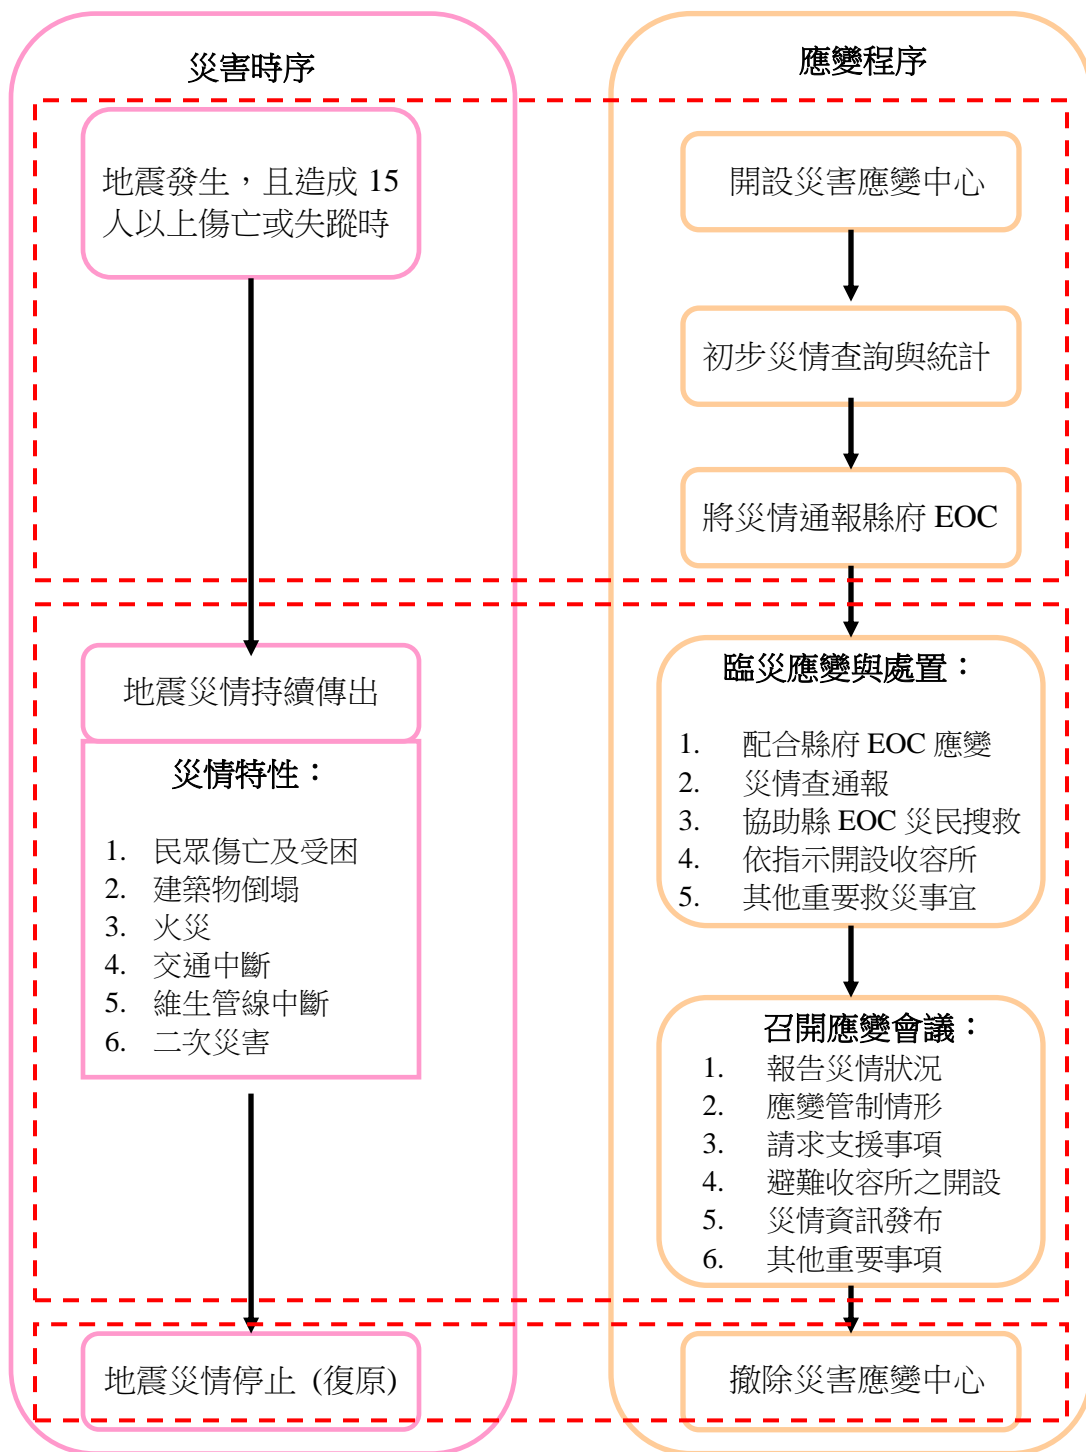 災害時序
地震發生，且造成 15
人以上傷亡或失蹤時
地震災情持續傳出
災情特性：
1. 民眾傷亡及受困
2. 建築物倒塌
3. 火災
4. 交通中斷
5. 維生管線中斷
6. 二次災害
地震災情停止 (復原)
應變程序
開設災害應變中心
初步災情查詢與統計
將災情通報縣府 EOC
臨災應變與處置：
1. 配合縣府 EOC 應變
2. 災情查通報
3. 協助縣 EOC 災民搜救
4. 依指示開設收容所
5. 其他重要救災事宜
召開應變會議：
1. 報告災情狀況
2. 應變管制情形
3. 請求支援事項
4. 避難收容所之開設
5. 災情資訊發布
6. 其他重要事項
撤除災害應變中心